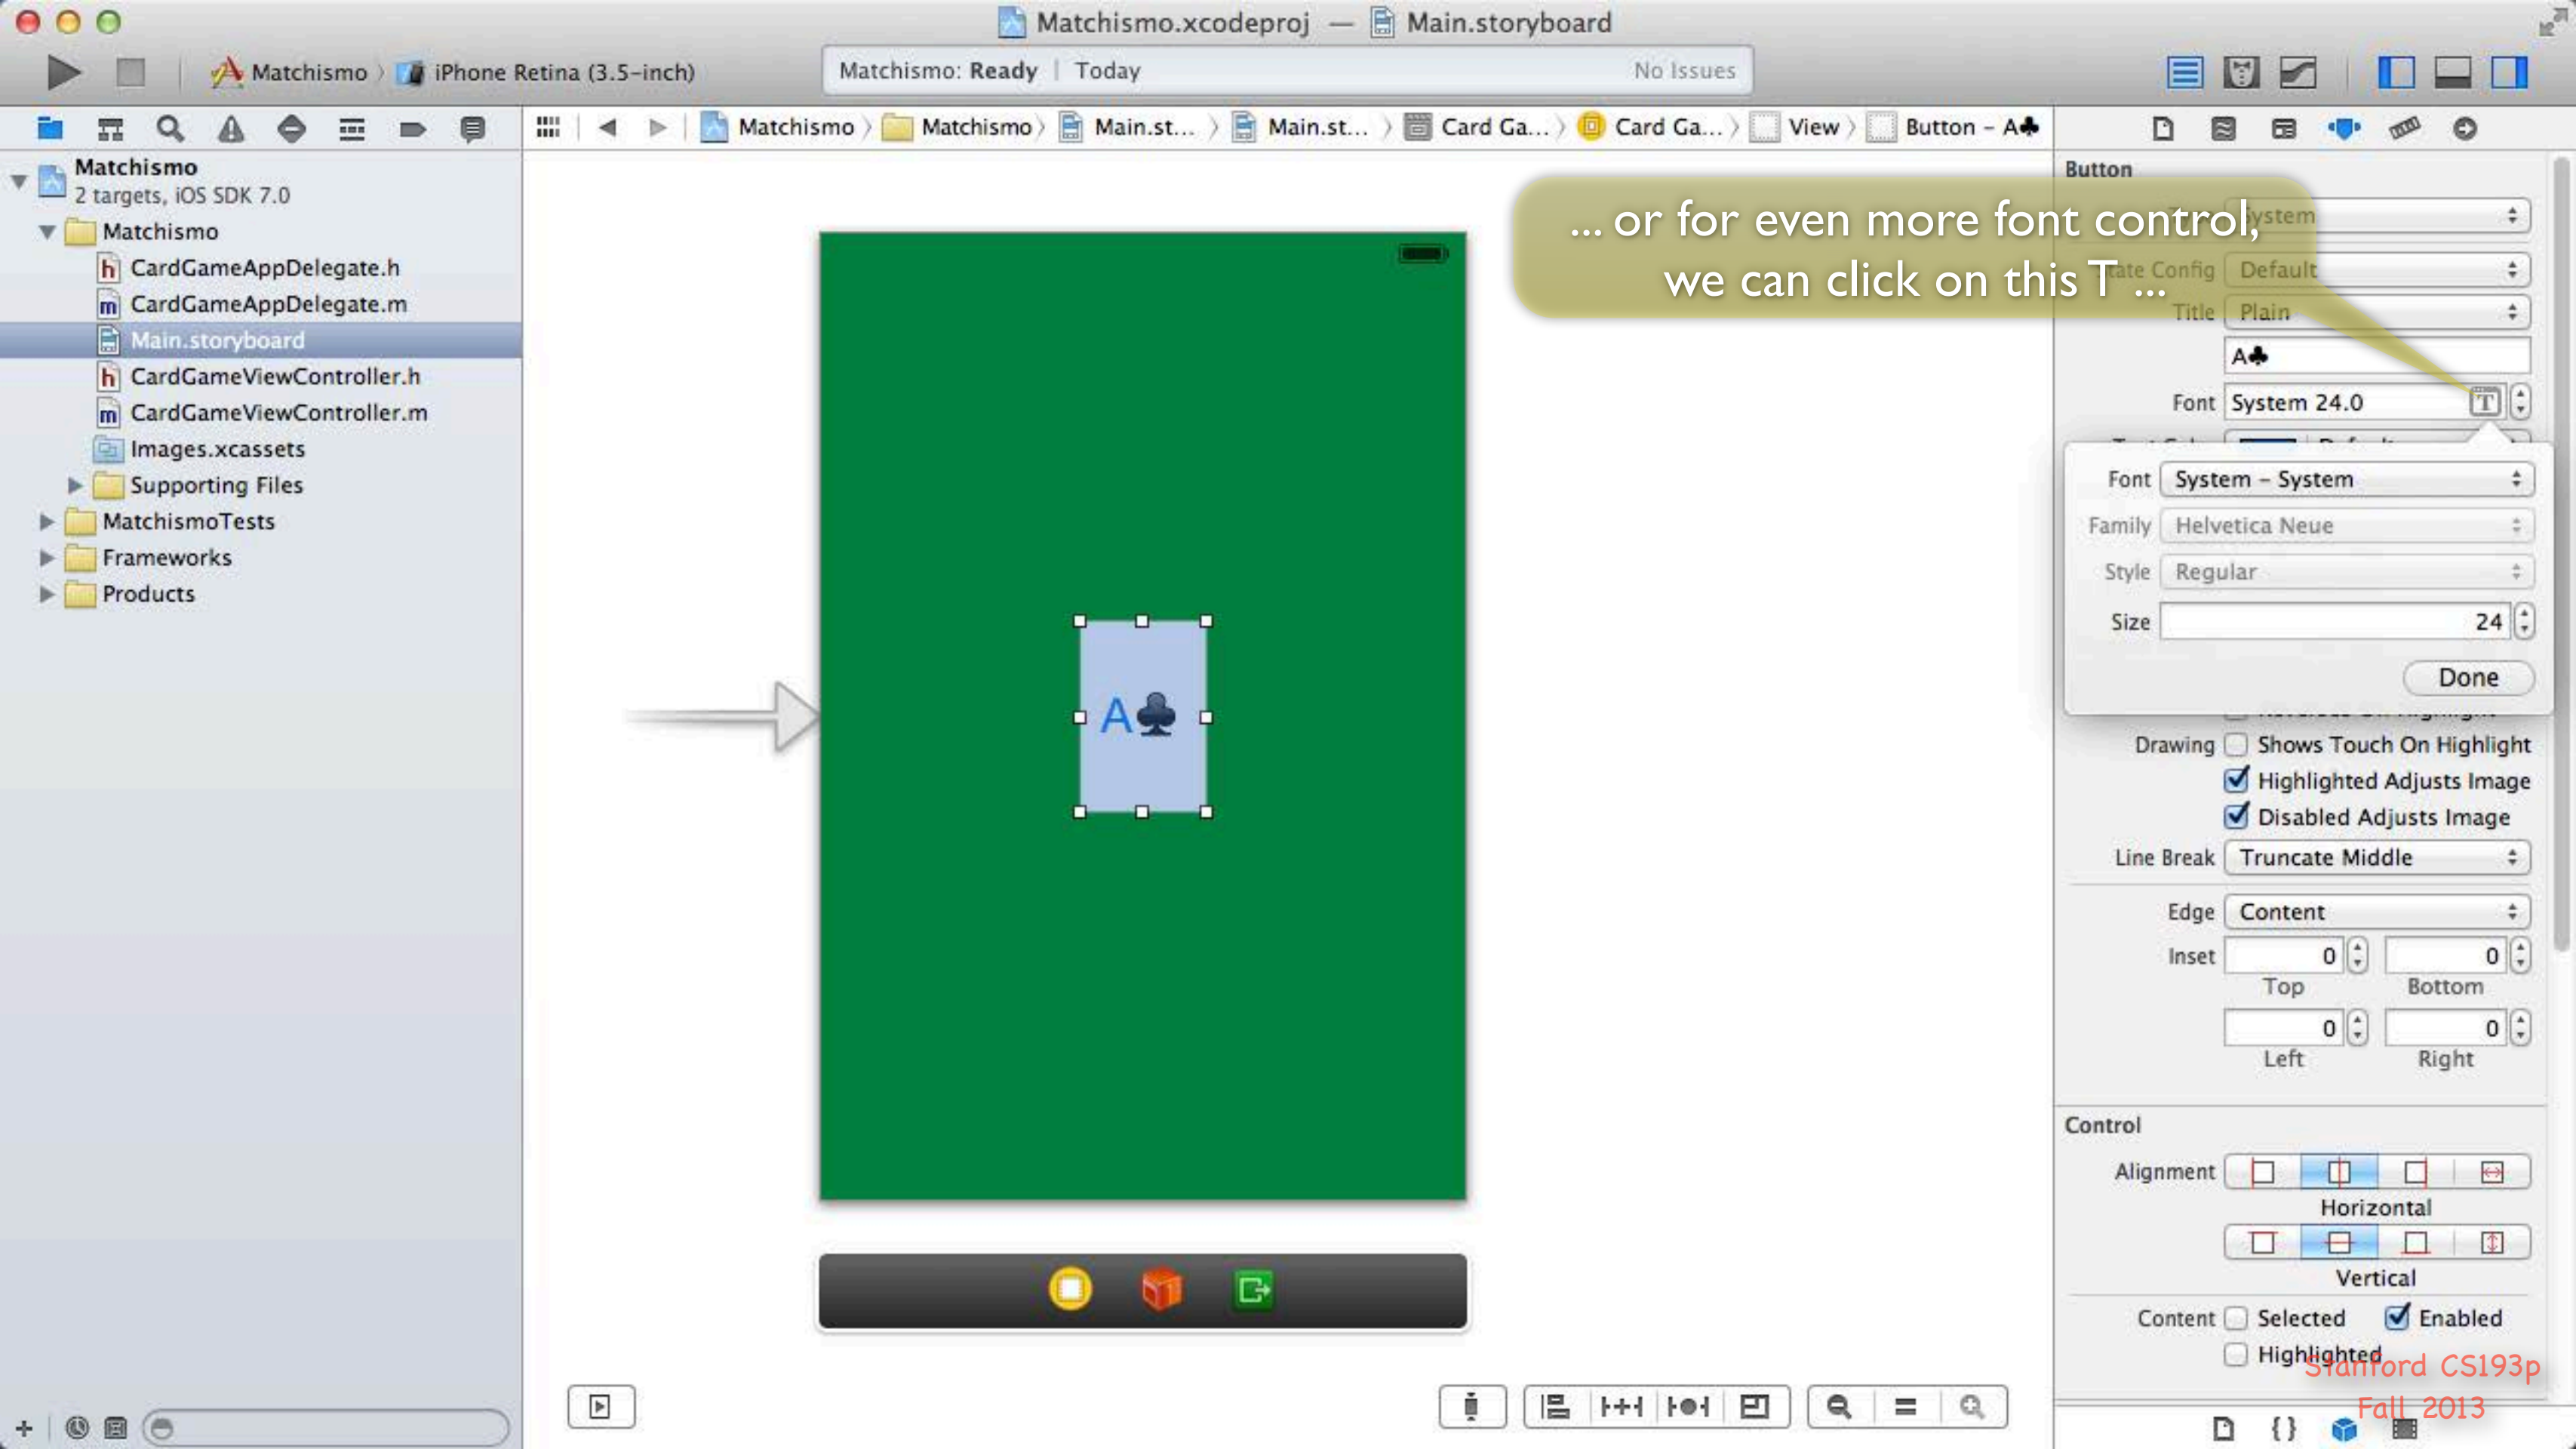 Matchismo.xcodeproj — Main.storyboard
Matchismo
iPhone Retina (3.5-inch)
Matchismo: Ready | Today
No Issues
Matchismo
Matchismo
Main.st...
Main.st...
Card Ga...
Card Ga...
View
Button - A♣
Matchismo
2 targets, iOS SDK 7.0
Matchismo
h CardGameAppDelegate.h
m CardGameAppDelegate.m
Main.storyboard
h CardGameViewController.h
m CardGameViewController.m
Images.xcassets
Supporting Files
MatchismoTests
Frameworks
Products
A♣
... or for even more font control,
we can click on this T ...
Button
System
State Config Default
Title Plain
A♣
Font System 24.0 T
Font System - System
Family Helvetica Neue
Style Regular
Size 24
Done
Drawing Shows Touch On Highlight
Highlighted Adjusts Image
Disabled Adjusts Image
Line Break Truncate Middle
Edge Content
Inset 0 0
Top Bottom
0 0
Left Right
Control
Alignment
Horizontal
Vertical
Content Selected Enabled
Highlighted
Stanford CS193p
Fall 2013